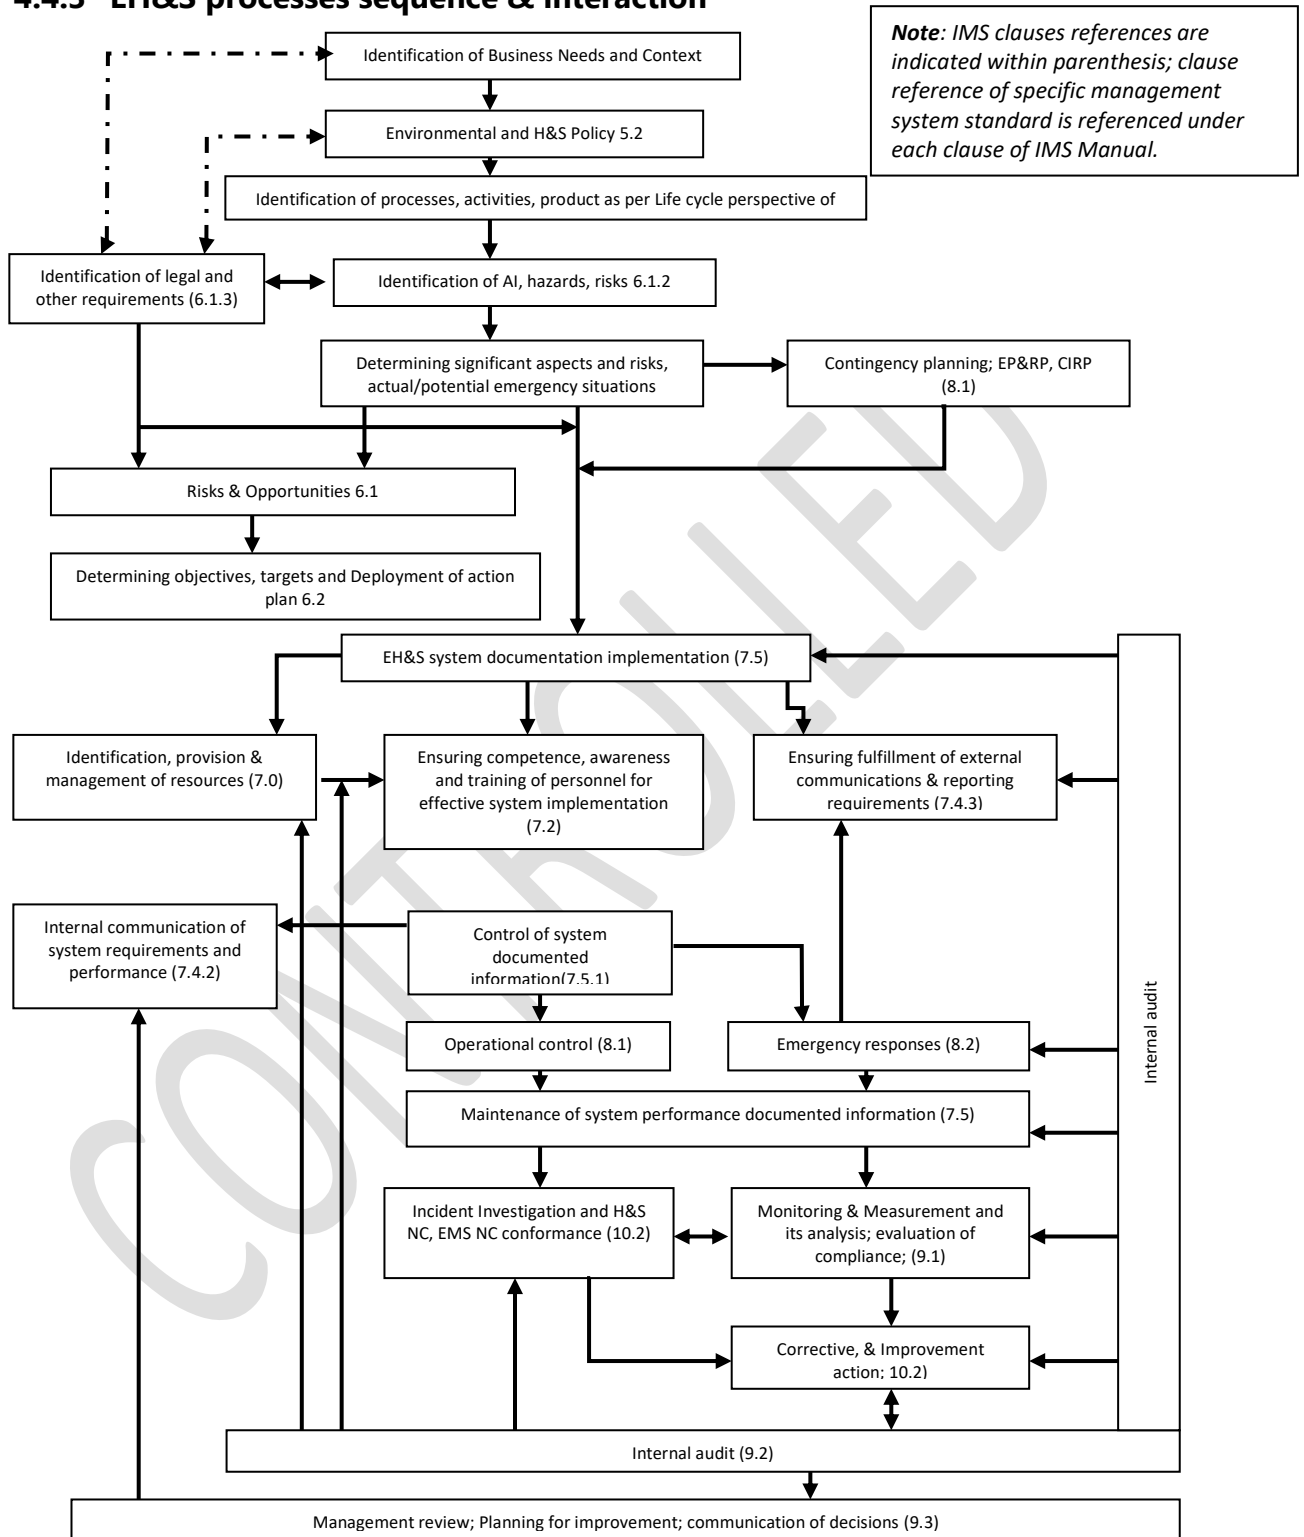 4.4.3 EH&S processes sequence & interaction
Note: IMS clauses references are
indicated within parenthesis; clause
reference of specific management
system standard is referenced under
each clause of IMS Manual.
Identification of Business Needs and Context
Environmental and H&S Policy 5.2
Identification of processes, activities, product as per Life cycle perspective of
Identification of legal and
other requirements (6.1.3)
Identification of AI, hazards, risks 6.1.2
Determining significant aspects and risks,
actual/potential emergency situations
Contingency planning; EP&RP, CIRP
(8.1)
Risks & Opportunities 6.1
Determining objectives, targets and Deployment of action
plan 6.2
EH&S system documentation implementation (7.5)
Identification, provision &
management of resources (7.0)
Ensuring competence, awareness
and training of personnel for
effective system implementation
(7.2)
Ensuring fulfillment of external
communications & reporting
requirements (7.4.3)
Internal communication of
system requirements and
performance (7.4.2)
Control of system
documented
information(7.5.1)
Operational control (8.1)
Emergency responses (8.2)
Maintenance of system performance documented information (7.5)
Incident Investigation and H&S
NC, EMS NC conformance (10.2)
Monitoring & Measurement and
its analysis; evaluation of
compliance; (9.1)
Corrective, & Improvement
action; 10.2)
Internal audit
Internal audit (9.2)
Management review; Planning for improvement; communication of decisions (9.3)
CONTROLLED